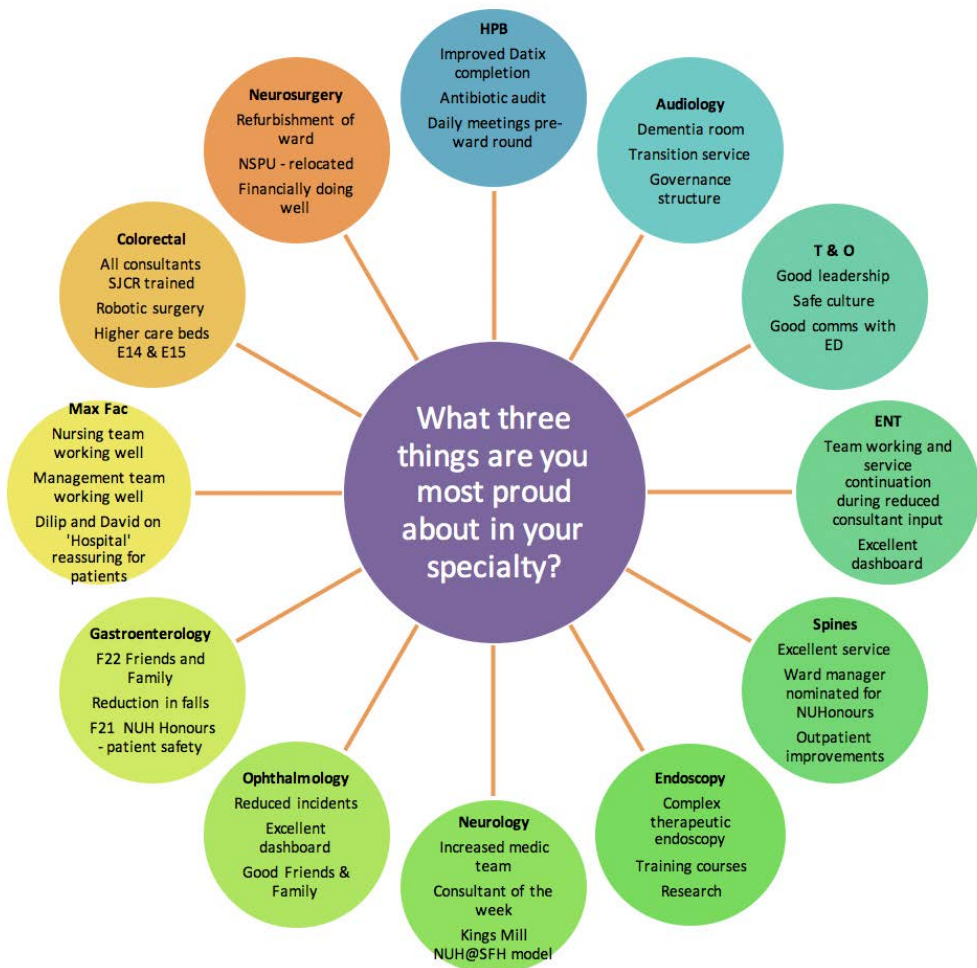 What three
things are you
most proud
about in your
specialty?
HPB
Improved Datix
completion
Antibiotic audit
Daily meetings pre-
ward round
Audiology
Dementia room
Transition service
Governance
structure
T & O
Good leadership
Safe culture
Good comms with
ED
ENT
Team working and
service
continuation
during reduced
consultant input
Excellent
dashboard
Spines
Excellent service
Ward manager
nominated for
NUHonours
Outpatient
improvements
Endoscopy
Complex
therapeutic
endoscopy
Training courses
Research
Neurology
Increased medic
team
Consultant of the
week
Kings Mill
NUH@SFH model
Ophthalmology
Reduced incidents
Excellent
dashboard
Good Friends &
Family
Gastroenterology
F22 Friends and
Family
Reduction in falls
F21 NUH Honours
- patient safety
Max Fac
Nursing team
working well
Management team
working well
Dilip and David on
'Hospital'
reassuring for
patients
Colorectal
All consultants
SJCR trained
Robotic surgery
Higher care beds
E14 & E15
Neurosurgery
Refurbishment of
ward
NSPU - relocated
Financially doing
well